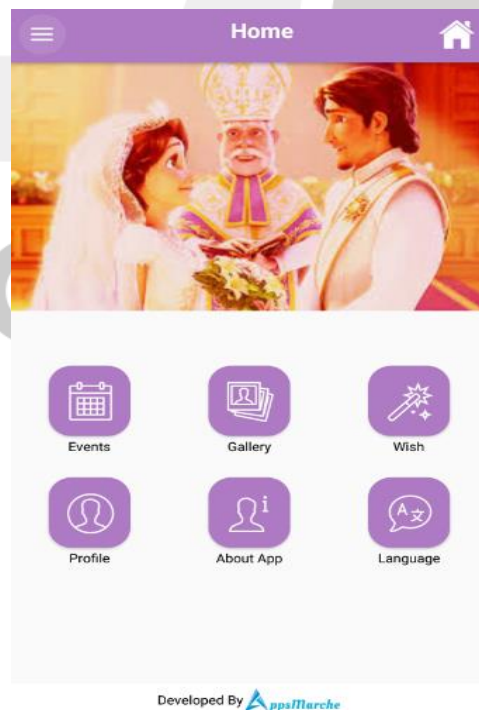 Home
Events
Gallery
Wish
Profile
About App
Language
Developed By AppsMarche